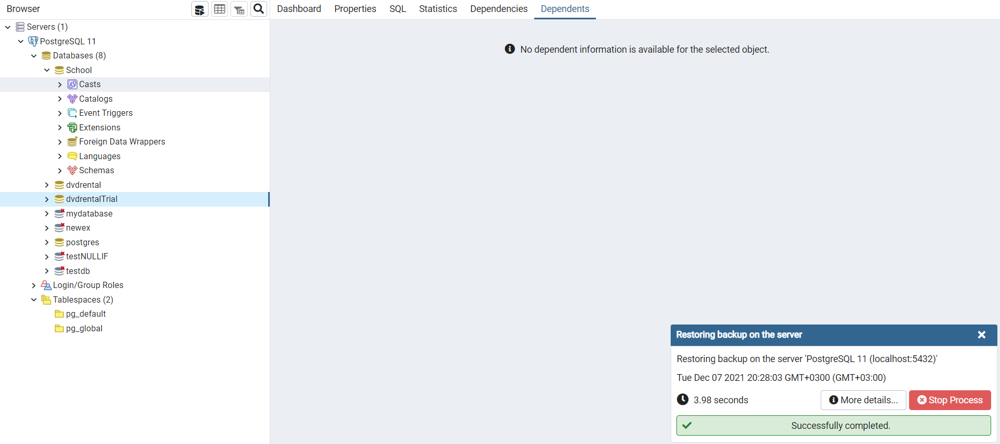 Browser
Dashboard Properties SQL Statistics Dependencies Dependents
Servers (1)
PostgreSQL 11
Databases (8)
School
Casts
Catalogs
Event Triggers
Extensions
Foreign Data Wrappers
Languages
Schemas
dvdrental
dvdrentalTrial
mydatabase
newex
postgres
testNULLIF
testdb
Login/Group Roles
Tablespaces (2)
pg_default
pg_global
No dependent information is available for the selected object.
Restoring backup on the server
Restoring backup on the server 'PostgreSQL 11 (localhost:5432)'
Tue Dec 07 2021 20:28:03 GMT+0300 (GMT+03:00)
3.98 seconds More details... Stop Process
Successfully completed.